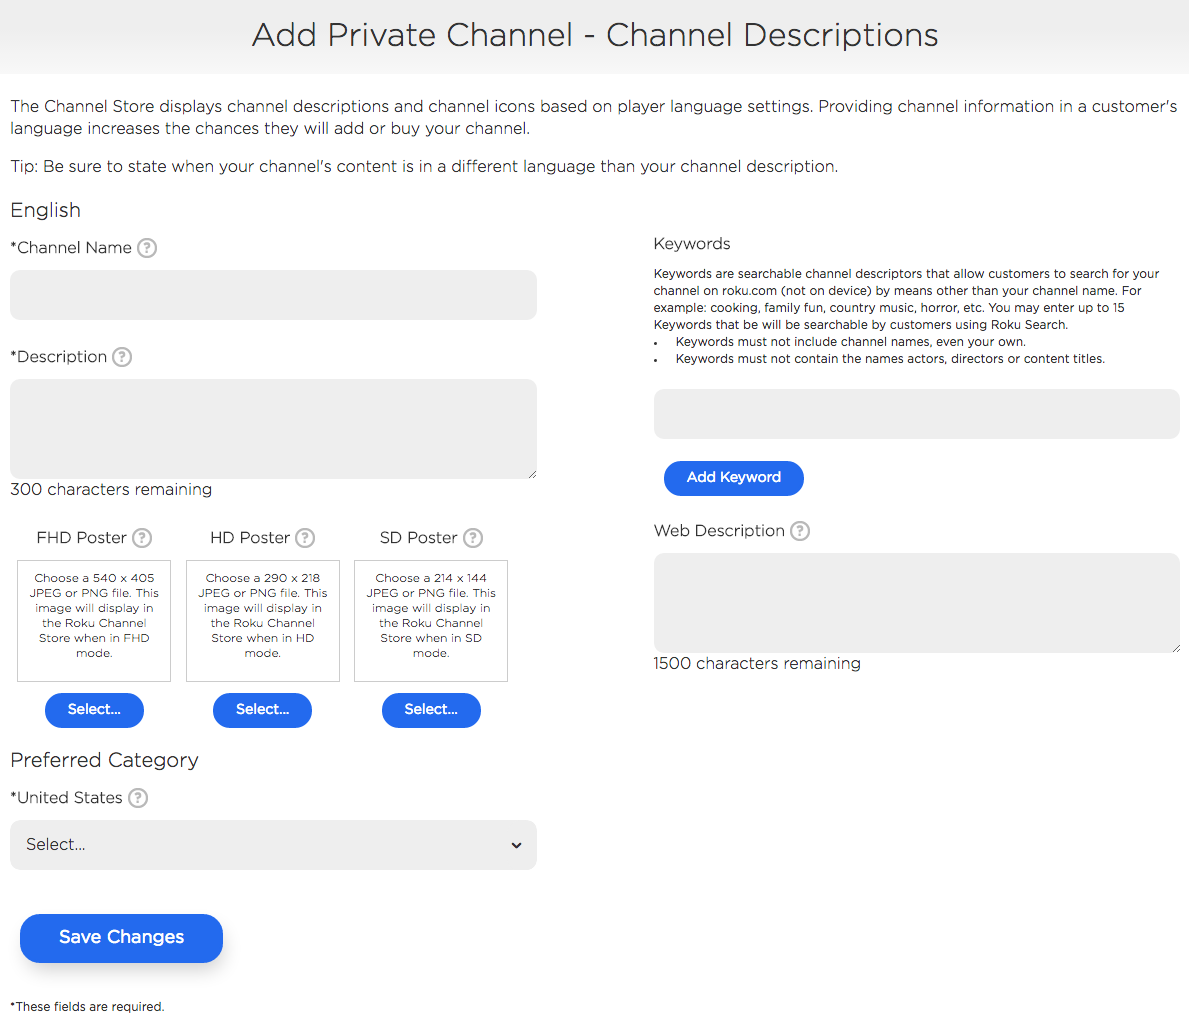 Add Private Channel - Channel Descriptions
The Channel Store displays channel descriptions and channel icons based on player language settings. Providing channel information in a customer's
language increases the chances they will add or buy your channel.
Tip: Be sure to state when your channel's content is in a different language than your channel description.
English
*Channel Name ?
*Description ?
300 characters remaining
FHD Poster ?
Choose a 540 x 405
JPEG or PNG file. This
image will display in
the Roku Channel
Store when in FHD
mode.
Select...
HD Poster ?
Choose a 290 x 218
JPEG or PNG file. This
image will display in
the Roku Channel
Store when in HD
mode.
Select...
SD Poster ?
Choose a 214 x 144
JPEG or PNG file. This
image will display in
the Roku Channel
Store when in SD
mode.
Select...
Keywords
Keywords are searchable channel descriptors that allow customers to search for your
channel on roku.com (not on device) by means other than your channel name. For
example: cooking, family fun, country music, horror, etc. You may enter up to 15
Keywords that be will be searchable by customers using Roku Search.
• Keywords must not include channel names, even your own.
• Keywords must not contain the names actors, directors or content titles.
Add Keyword
Web Description ?
1500 characters remaining
Preferred Category
*United States ?
Select...
Save Changes
*These fields are required.